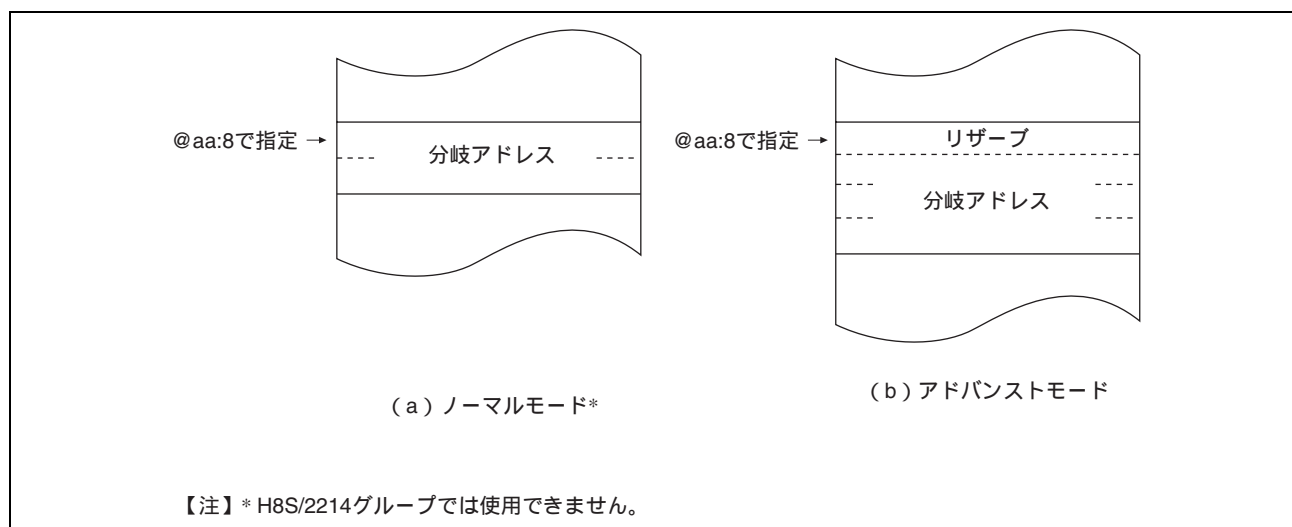 @aa:8で指定 →
分岐アドレス
(a)ノーマルモード*
@aa:8で指定 →
リザーブ
分岐アドレス
(b)アドバンストモード
【注】* H8S/2214グループでは使用できません。